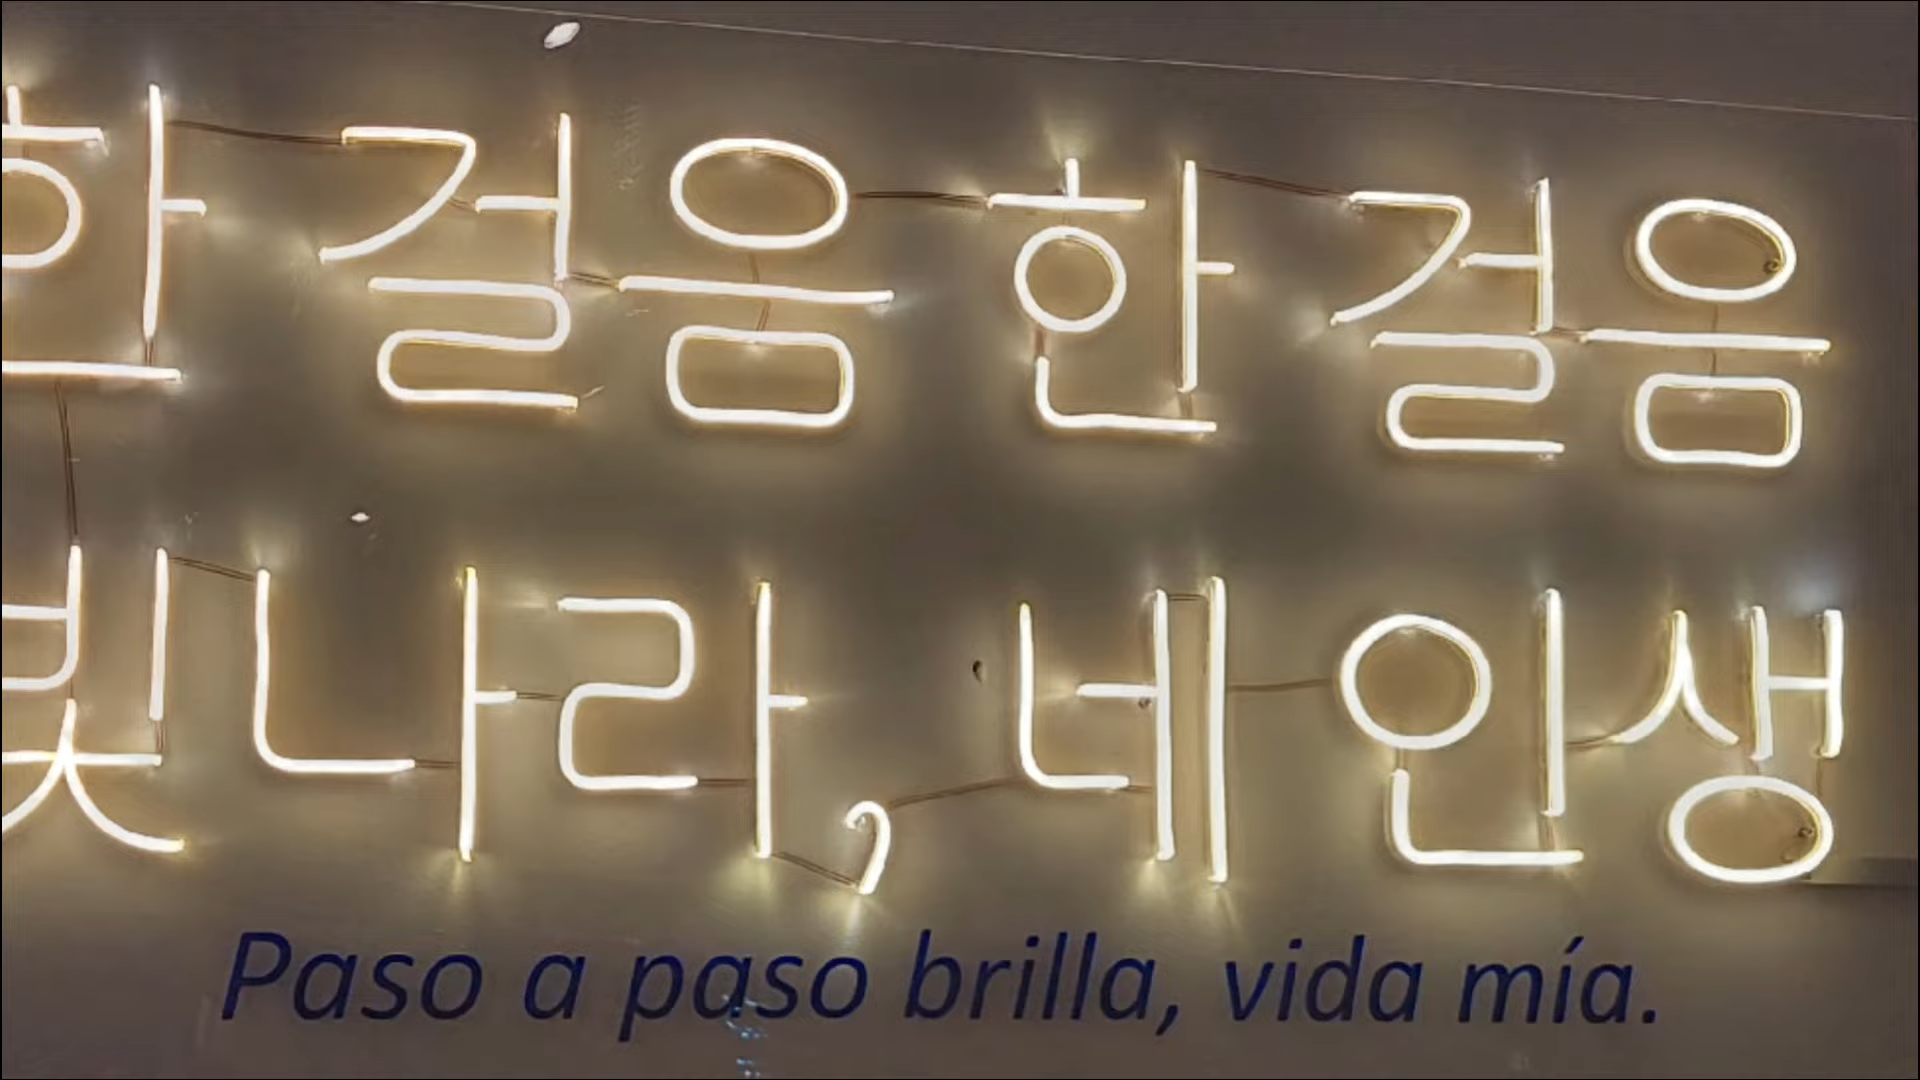 한 걸음 한 걸음
빛나라, 네 인생
Paso a paso brilla, vida mía.